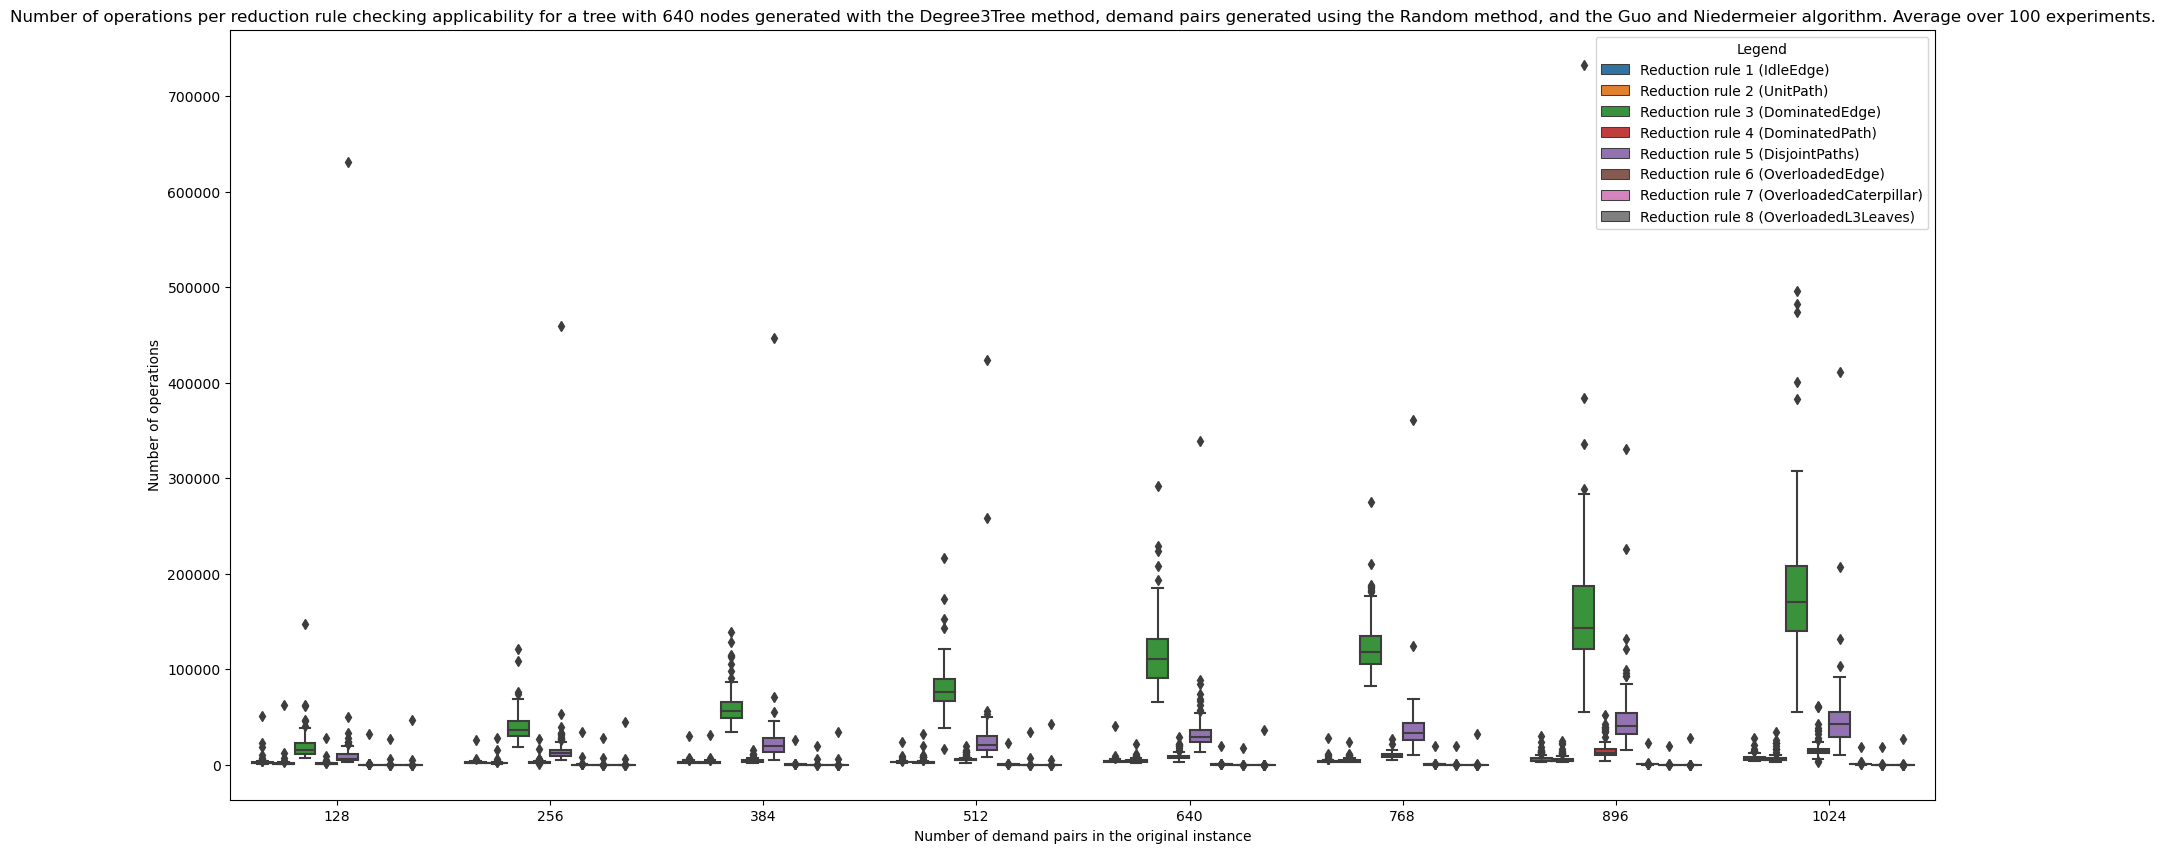 Number of operations per reduction rule checking applicability for a tree with 640 nodes generated with the Degree3Tree method, demand pairs generated using the Random method, and the Guo and Niedermeier algorithm. Average over 100 experiments.
Legend
Reduction rule 1 (IdleEdge)
Reduction rule 2 (UnitPath)
Reduction rule 3 (DominatedEdge)
Reduction rule 4 (DominatedPath)
Reduction rule 5 (DisjointPaths)
Reduction rule 6 (OverloadedEdge)
Reduction rule 7 (OverloadedCaterpillar)
Reduction rule 8 (OverloadedL3Leaves)
Number of operations
700000
600000
500000
400000
300000
200000
100000
0
128 256 384 512 640 768 896 1024
Number of demand pairs in the original instance